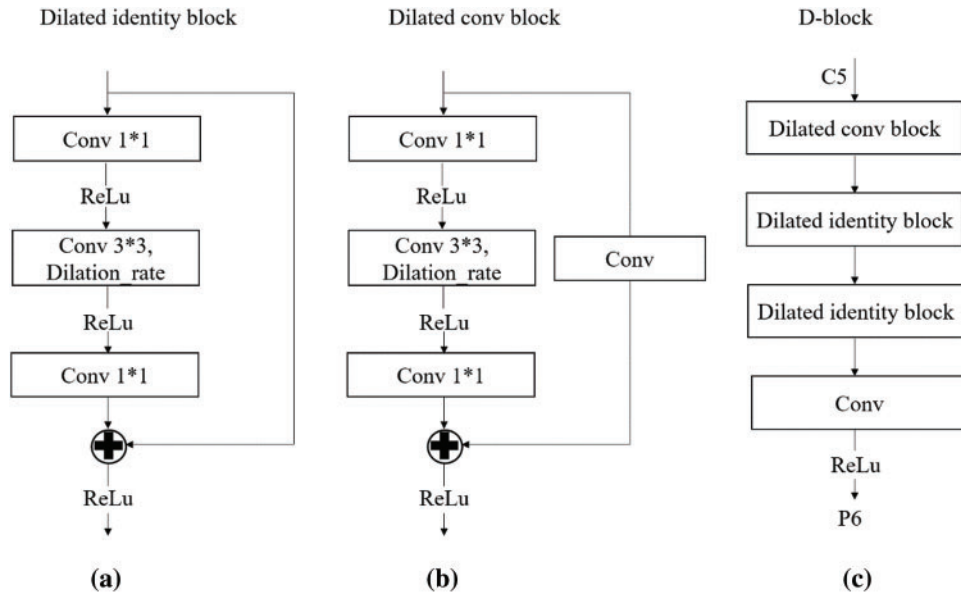 Dilated identity block
Conv 1*1
ReLu
Conv 3*3,
Dilation_rate
ReLu
Conv 1*1
ReLu
(a)
Dilated conv block
Conv 1*1
ReLu
Conv 3*3,
Dilation_rate
Conv
ReLu
Conv 1*1
ReLu
(b)
D-block
C5
Dilated conv block
Dilated identity block
Dilated identity block
Conv
ReLu
P6
(c)